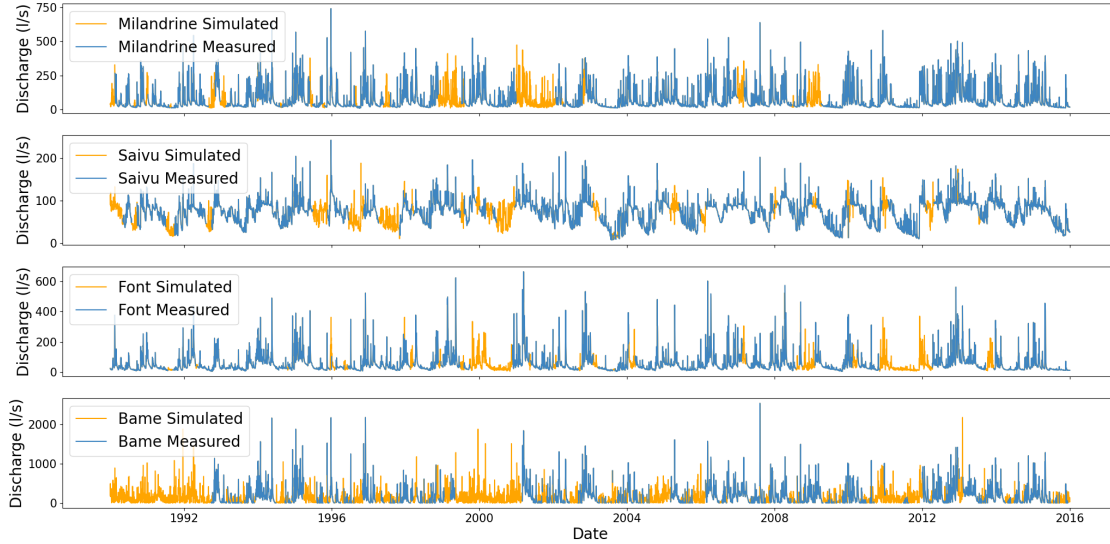 Discharge (l/s)
750
500
250
0
Milandrine Simulated
Milandrine Measured
Discharge (l/s)
200
100
0
Saivu Simulated
Saivu Measured
Discharge (l/s)
600
400
200
0
Font Simulated
Font Measured
Discharge (l/s)
2000
1000
0
Bame Simulated
Bame Measured
1992 1996 2000 2004 2008 2012 2016
Date